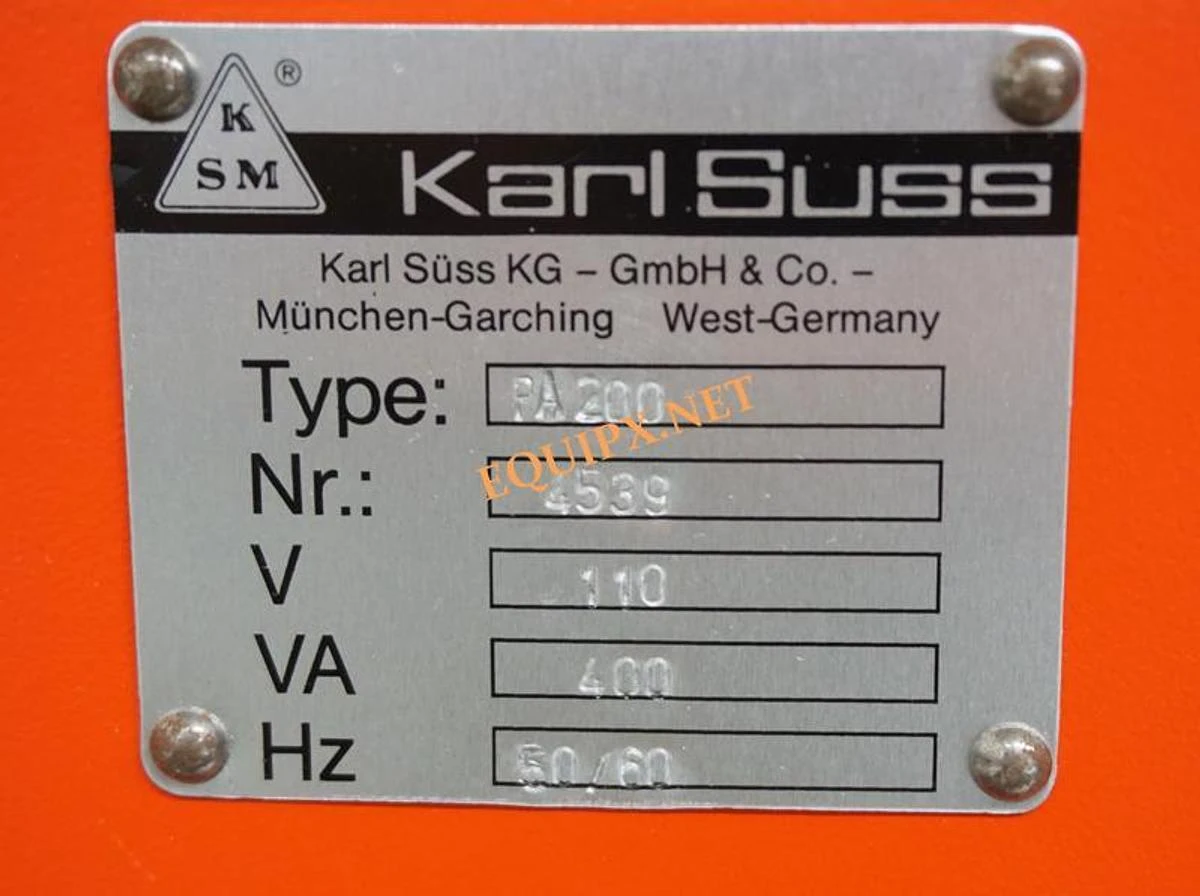 K ®
SM
Karl Suss
Karl Süss KG – GmbH & Co. –
München-Garching West-Germany
Type: PA 200
EQUIPX.NET
Nr.: 4539
V 110
VA 400
Hz 50/60